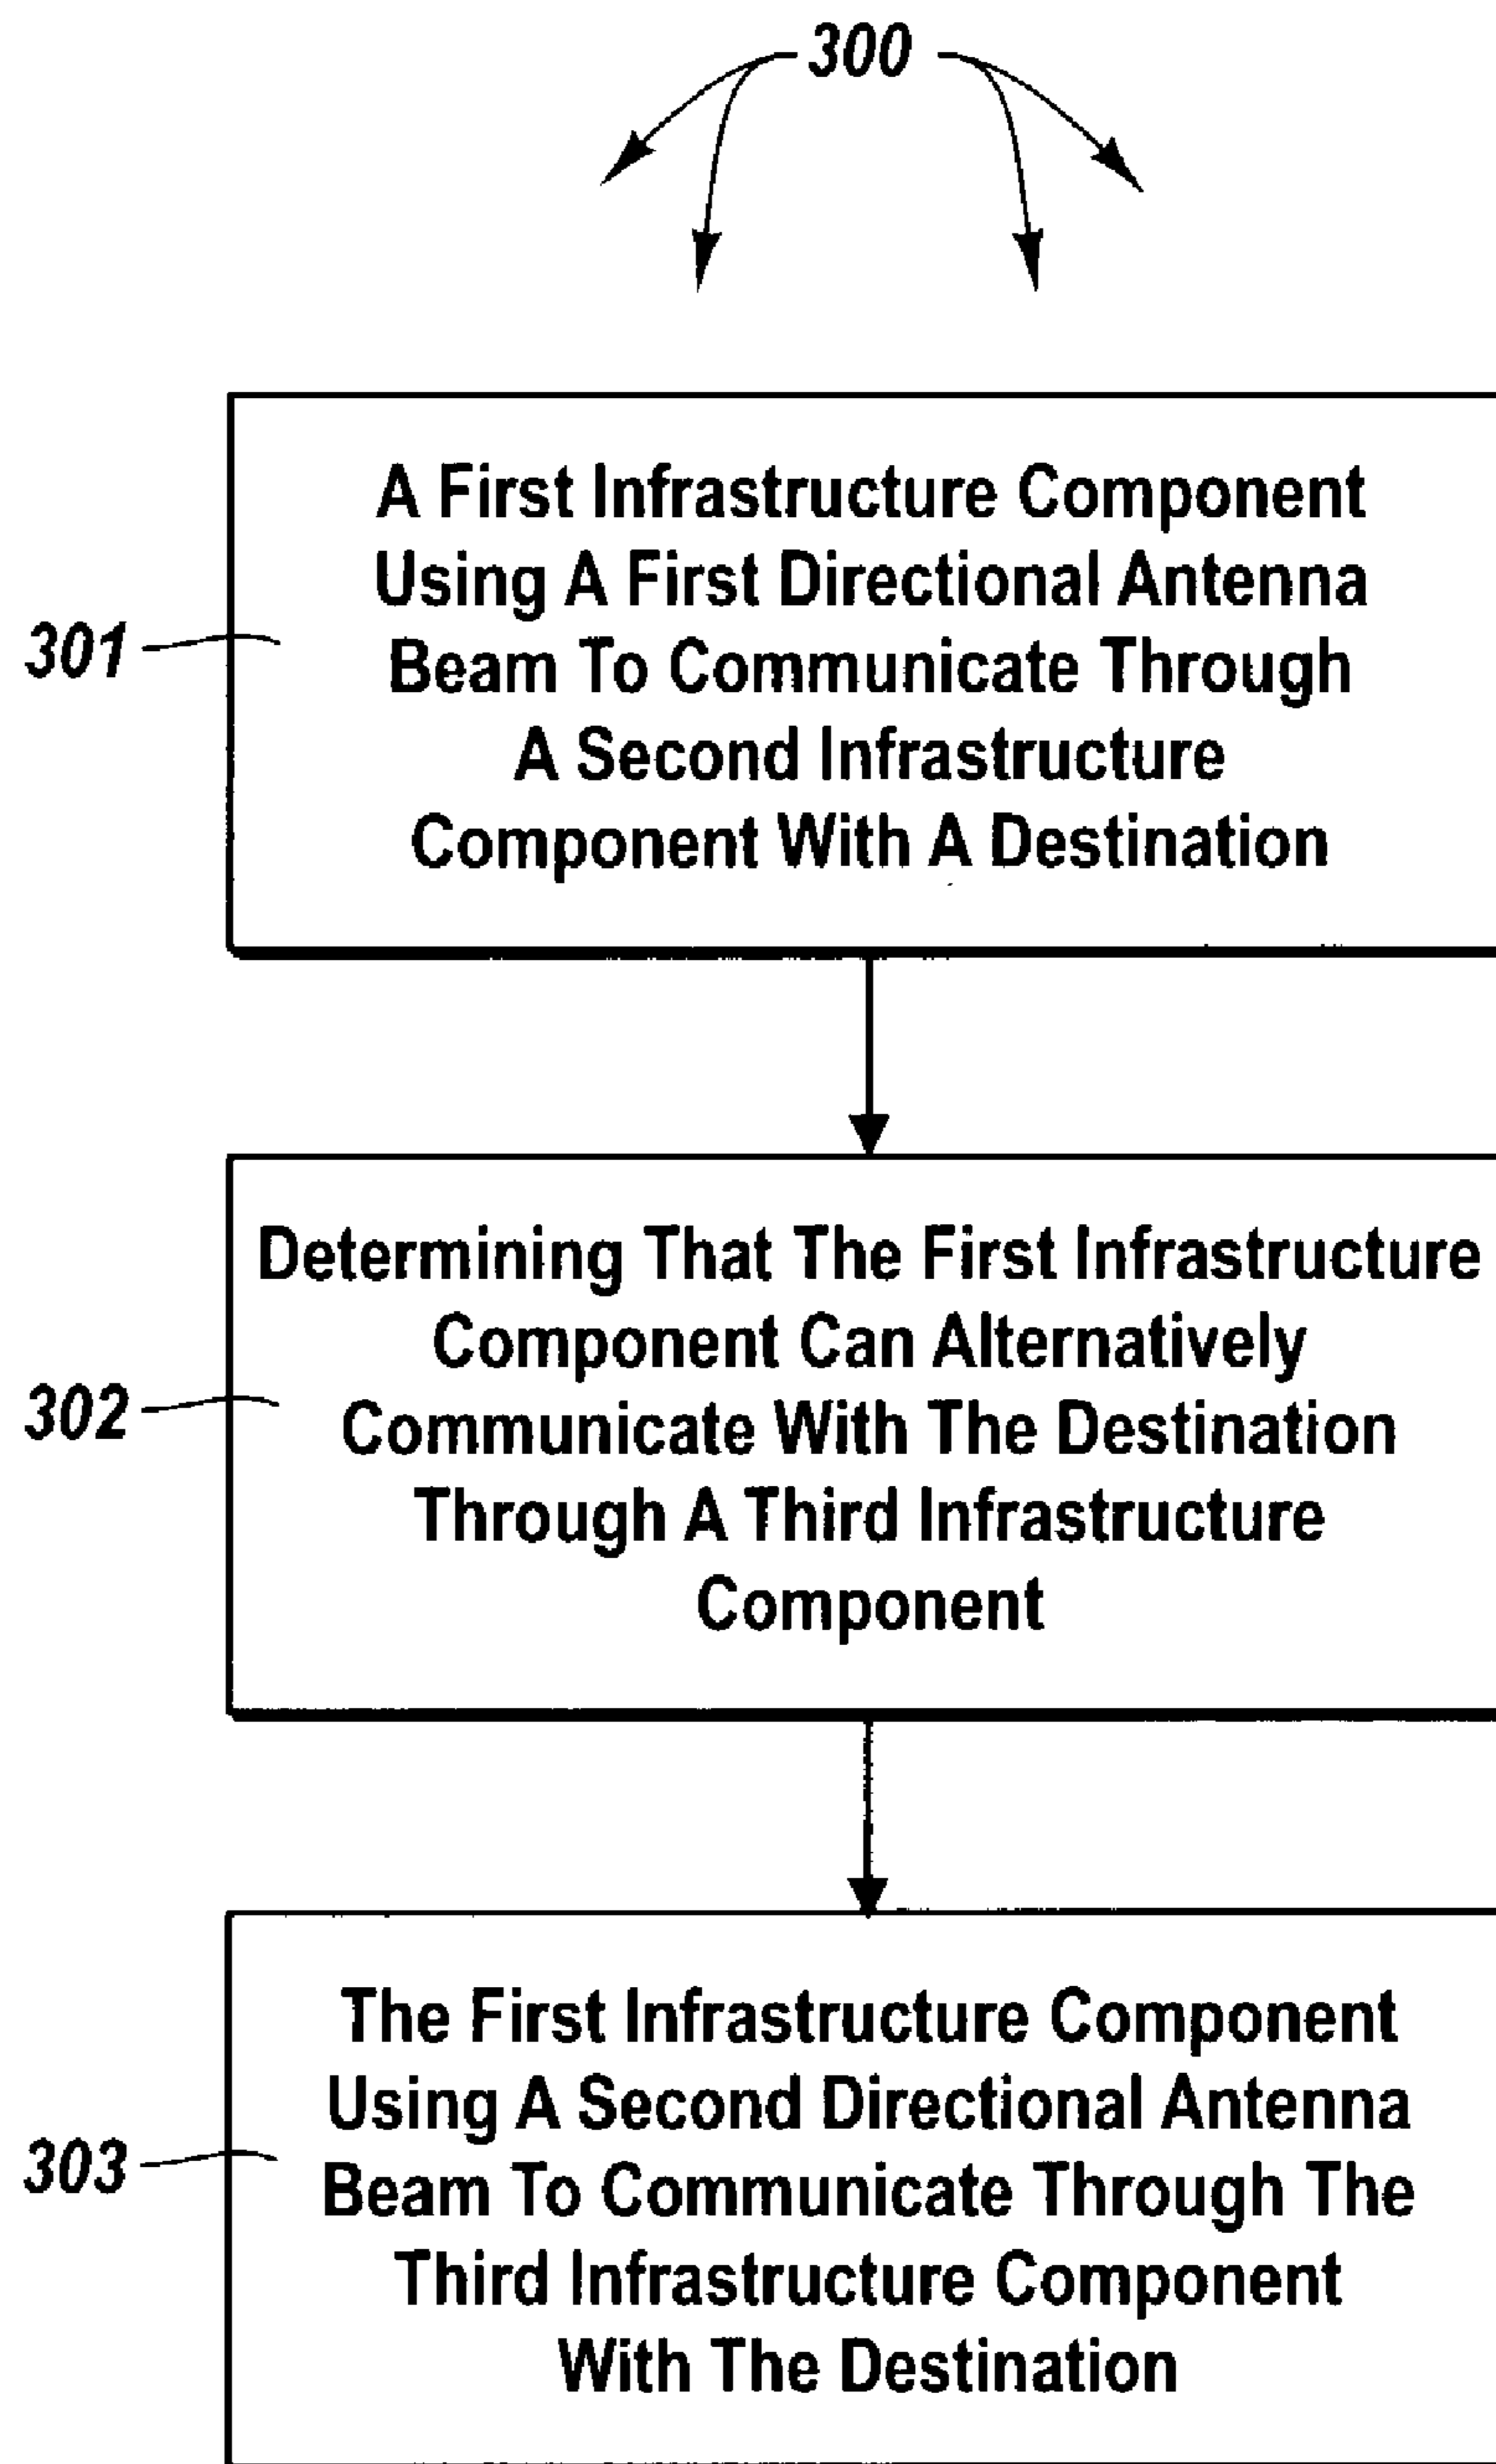 300
A First Infrastructure Component
Using A First Directional Antenna
Beam To Communicate Through
A Second Infrastructure
Component With A Destination
301
Determining That The First Infrastructure
Component Can Alternatively
Communicate With The Destination
Through A Third Infrastructure
Component
302
The First Infrastructure Component
Using A Second Directional Antenna
Beam To Communicate Through The
Third Infrastructure Component
With The Destination
303